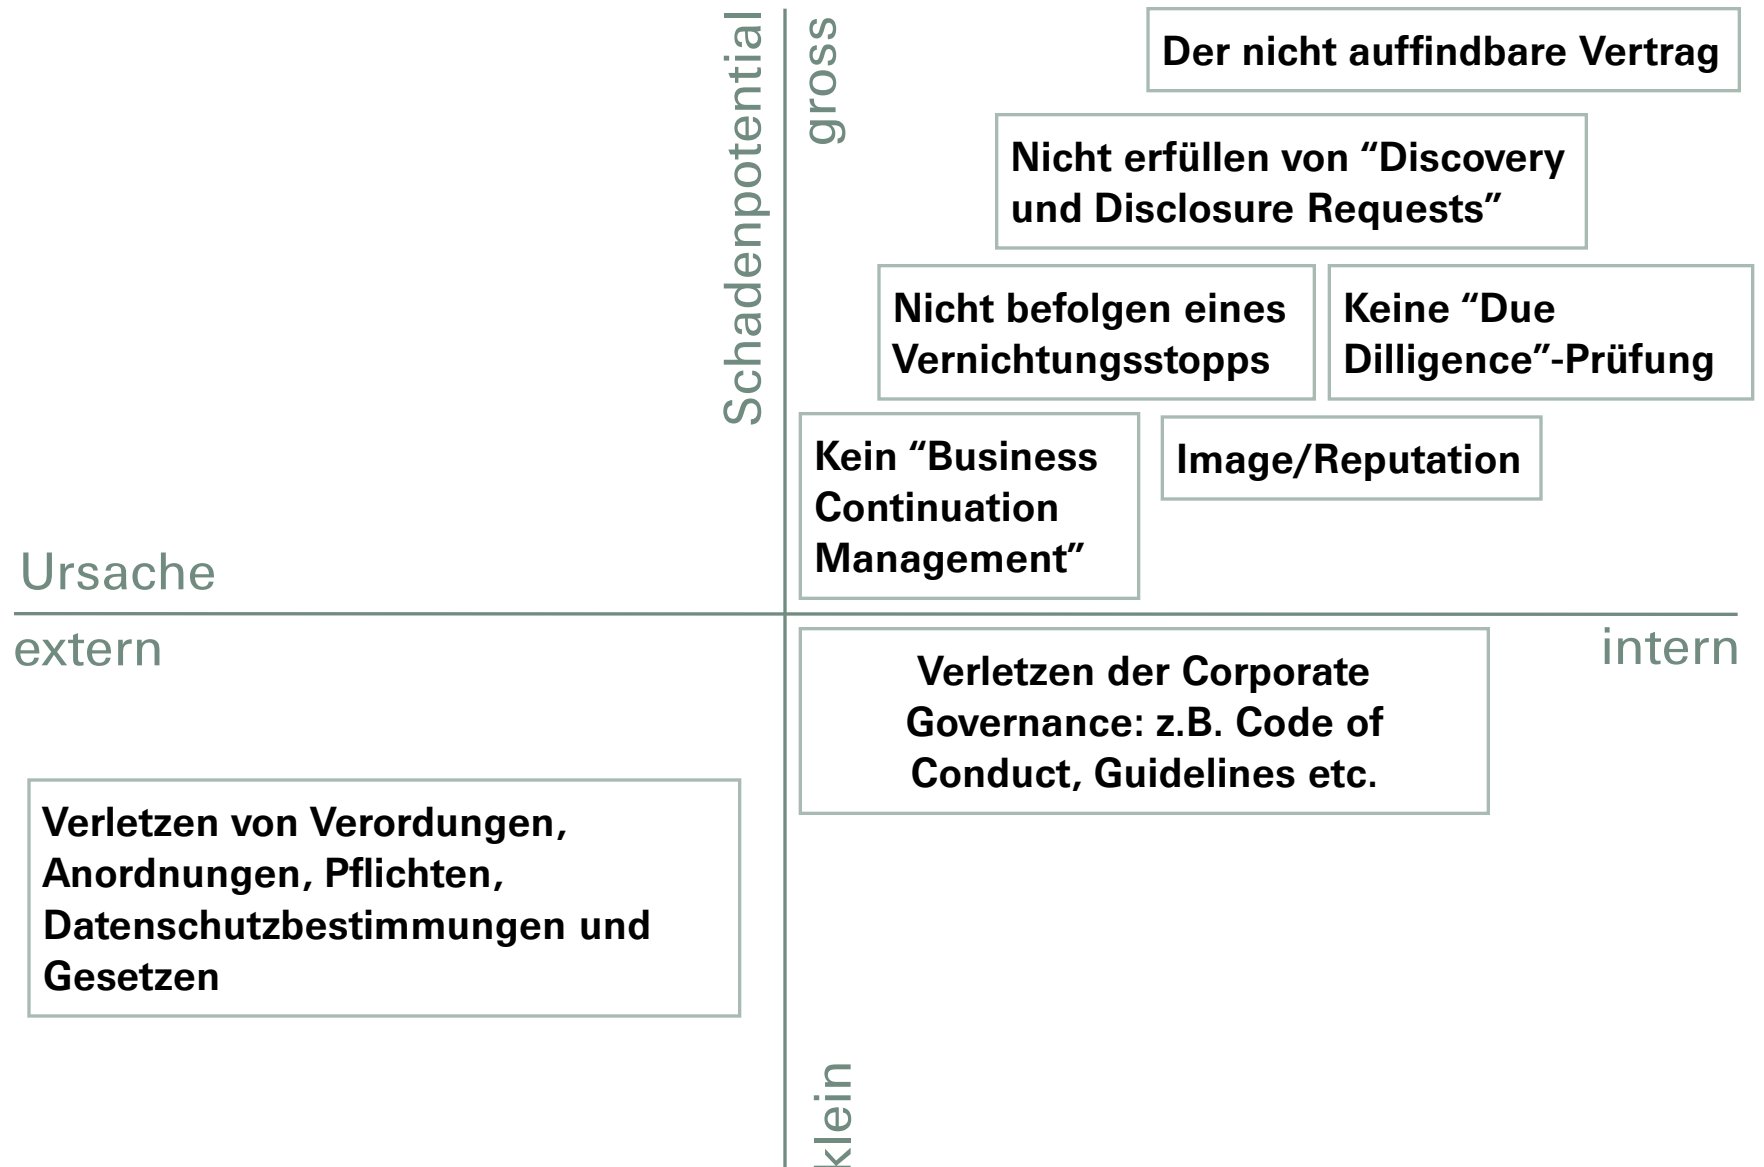 Schadenpotential
gross
Der nicht auffindbare Vertrag
Nicht erfüllen von “Discovery
und Disclosure Requests”
Nicht befolgen eines
Vernichtungsstopps
Keine “Due
Dilligence”-Prüfung
Kein “Business
Continuation
Management”
Image/Reputation
Ursache
extern
intern
Verletzen der Corporate
Governance: z.B. Code of
Conduct, Guidelines etc.
Verletzen von Verordungen,
Anordnungen, Pflichten,
Datenschutzbestimmungen und
Gesetzen
klein